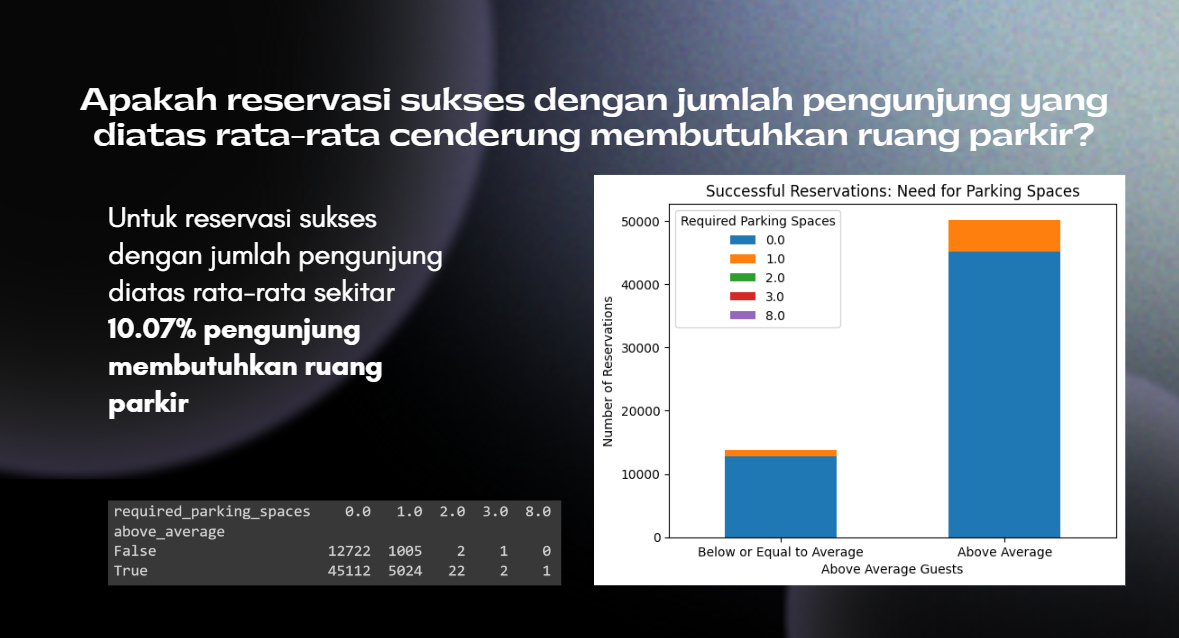 Apakah reservasi sukses dengan jumlah pengunjung yang
diatas rata-rata cenderung membutuhkan ruang parkir?
Untuk reservasi sukses
dengan jumlah pengunjung
diatas rata-rata sekitar
10.07% pengunjung
membutuhkan ruang
parkir
required_parking_spaces 0.0 1.0 2.0 3.0 8.0
above_average
False 12722 1005 2 1 0
True 45112 5024 22 2 1
Successful Reservations: Need for Parking Spaces
Required Parking Spaces
0.0
1.0
2.0
3.0
8.0
Number of Reservations
50000
40000
30000
20000
10000
0
Below or Equal to Average Above Average
Above Average Guests